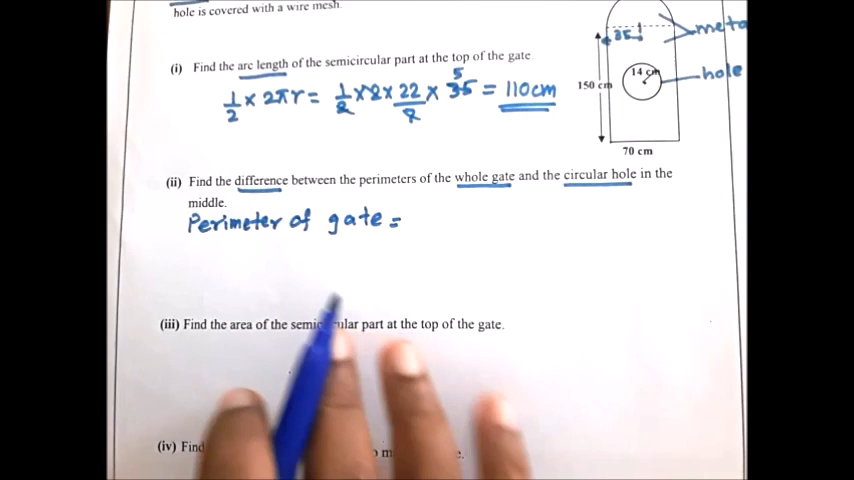 hole is covered with a wire mesh.
35
meta
14 cm
hole
150 cm
70 cm
(i) Find the arc length of the semicircular part at the top of the gate.
1/2 × 2πr = 1/2 × 2 × 22/7 × 35 5 = 110cm
(ii) Find the difference between the perimeters of the whole gate and the circular hole in the
middle.
Perimeter of gate =
(iii) Find the area of the semicircular part at the top of the gate.
(iv) Find